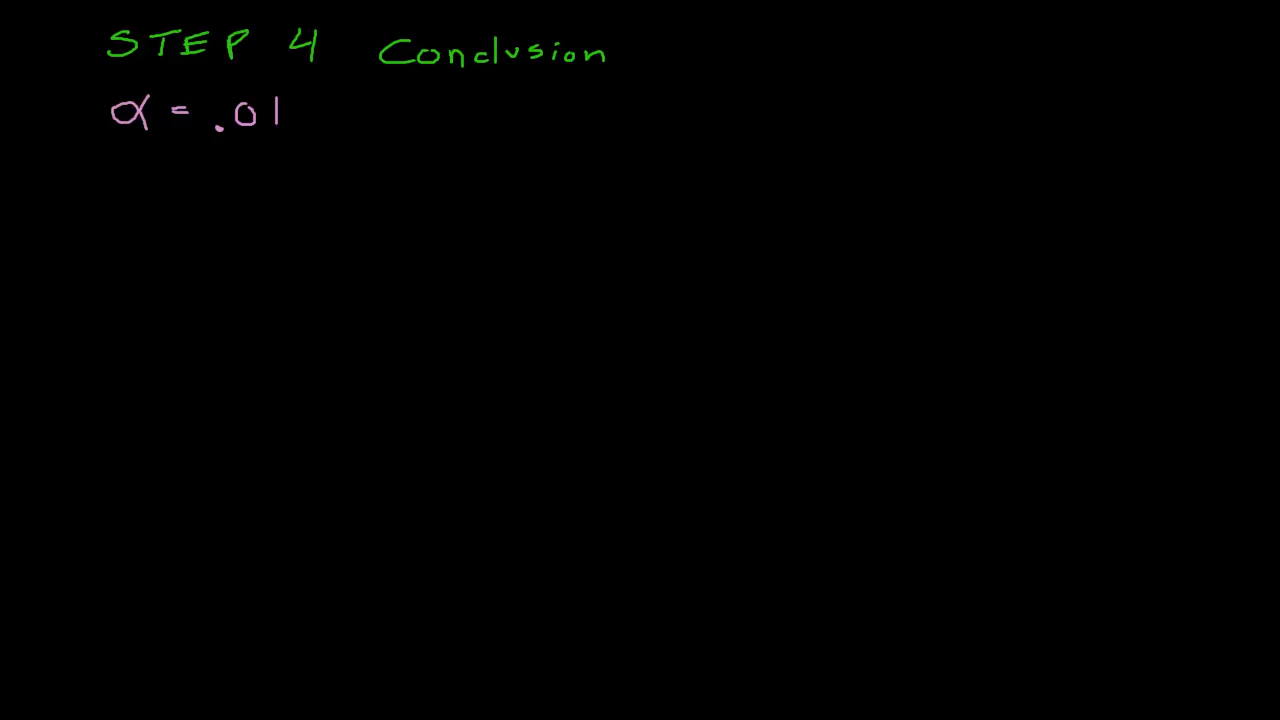 STEP 4 Conclusion
α = .01